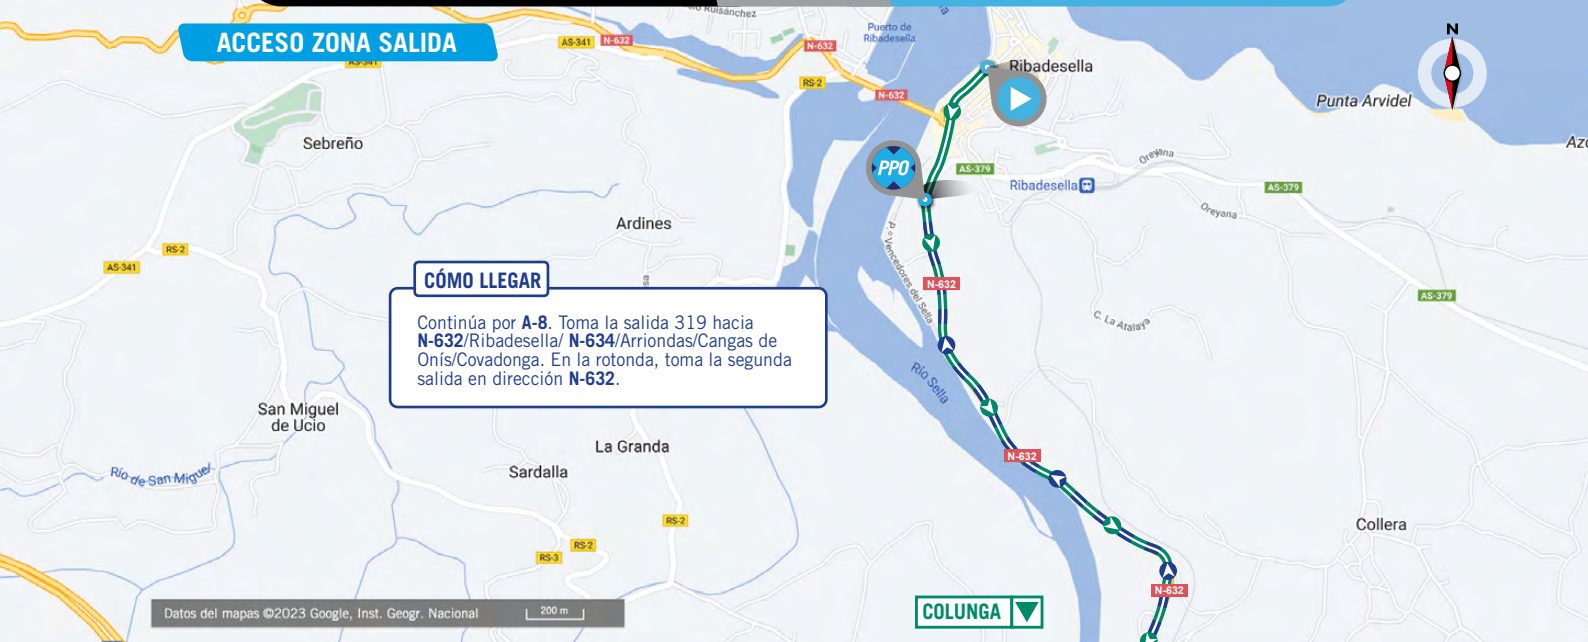 Ruisánchez
Puerto de
Ribadesella
N
ACCESO ZONA SALIDA
AS-341
N-632
N-632
AS-341
RS-2
N-632
Ribadesella
Punta Arvidel
Sebreño
PPO
AS-379
Oreyana
Ribadesella
AS-379
Oreyana
Ardines
RS-2
AS-341
P.º Vencedores del Sella
N-632
AS-379
C. La Atalaya
CÓMO LLEGAR
Continúa por A-8. Toma la salida 319 hacia
N-632/Ribadesella/ N-634/Arriondas/Cangas de
Onís/Covadonga. En la rotonda, toma la segunda
salida en dirección N-632.
Río Sella
San Miguel
de Ucio
La Granda
Sardalla
Río de San Miguel
N-632
RS-2
Collera
RS-2
RS-3
N-632
COLUNGA
Datos del mapas ©2023 Google, Inst. Geogr. Nacional
200 m